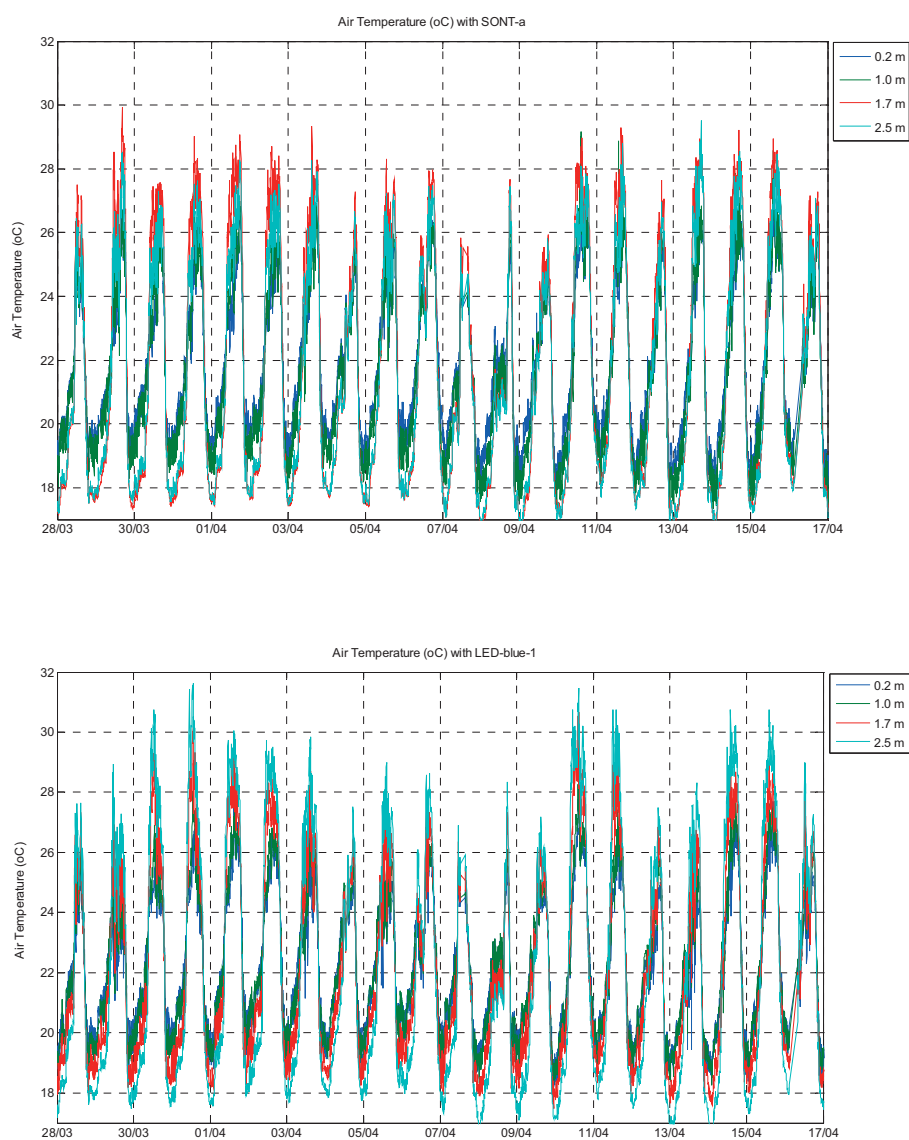 Air Temperature (oC) with SONT-a
32
30
28
26
24
22
20
18
Air Temperature (oC)
28/03 30/03 01/04 03/04 05/04 07/04 09/04 11/04 13/04 15/04 17/04
0.2 m
1.0 m
1.7 m
2.5 m
Air Temperature (oC) with LED-blue-1
32
30
28
26
24
22
20
18
Air Temperature (oC)
28/03 30/03 01/04 03/04 05/04 07/04 09/04 11/04 13/04 15/04 17/04
0.2 m
1.0 m
1.7 m
2.5 m